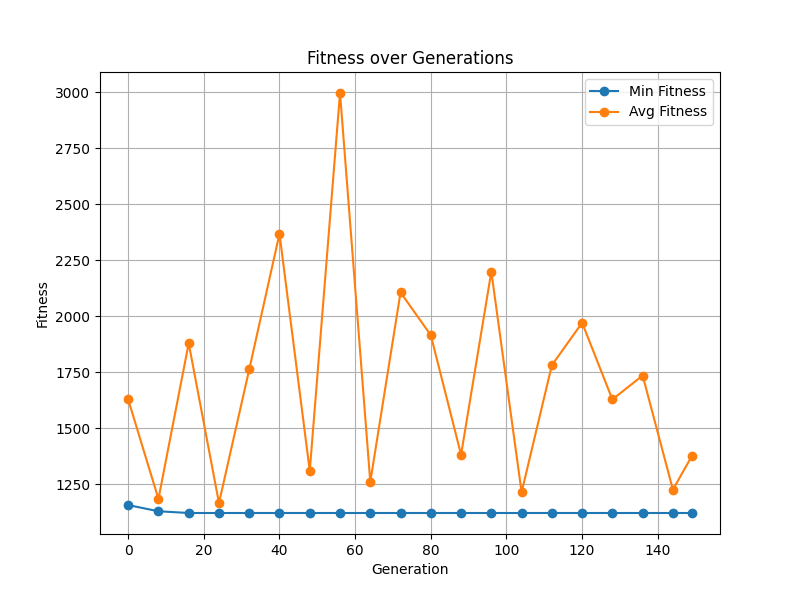 Fitness over Generations
Min Fitness
Avg Fitness
3000
2750
2500
2250
2000
1750
1500
1250
Fitness
0 20 40 60 80 100 120 140
Generation